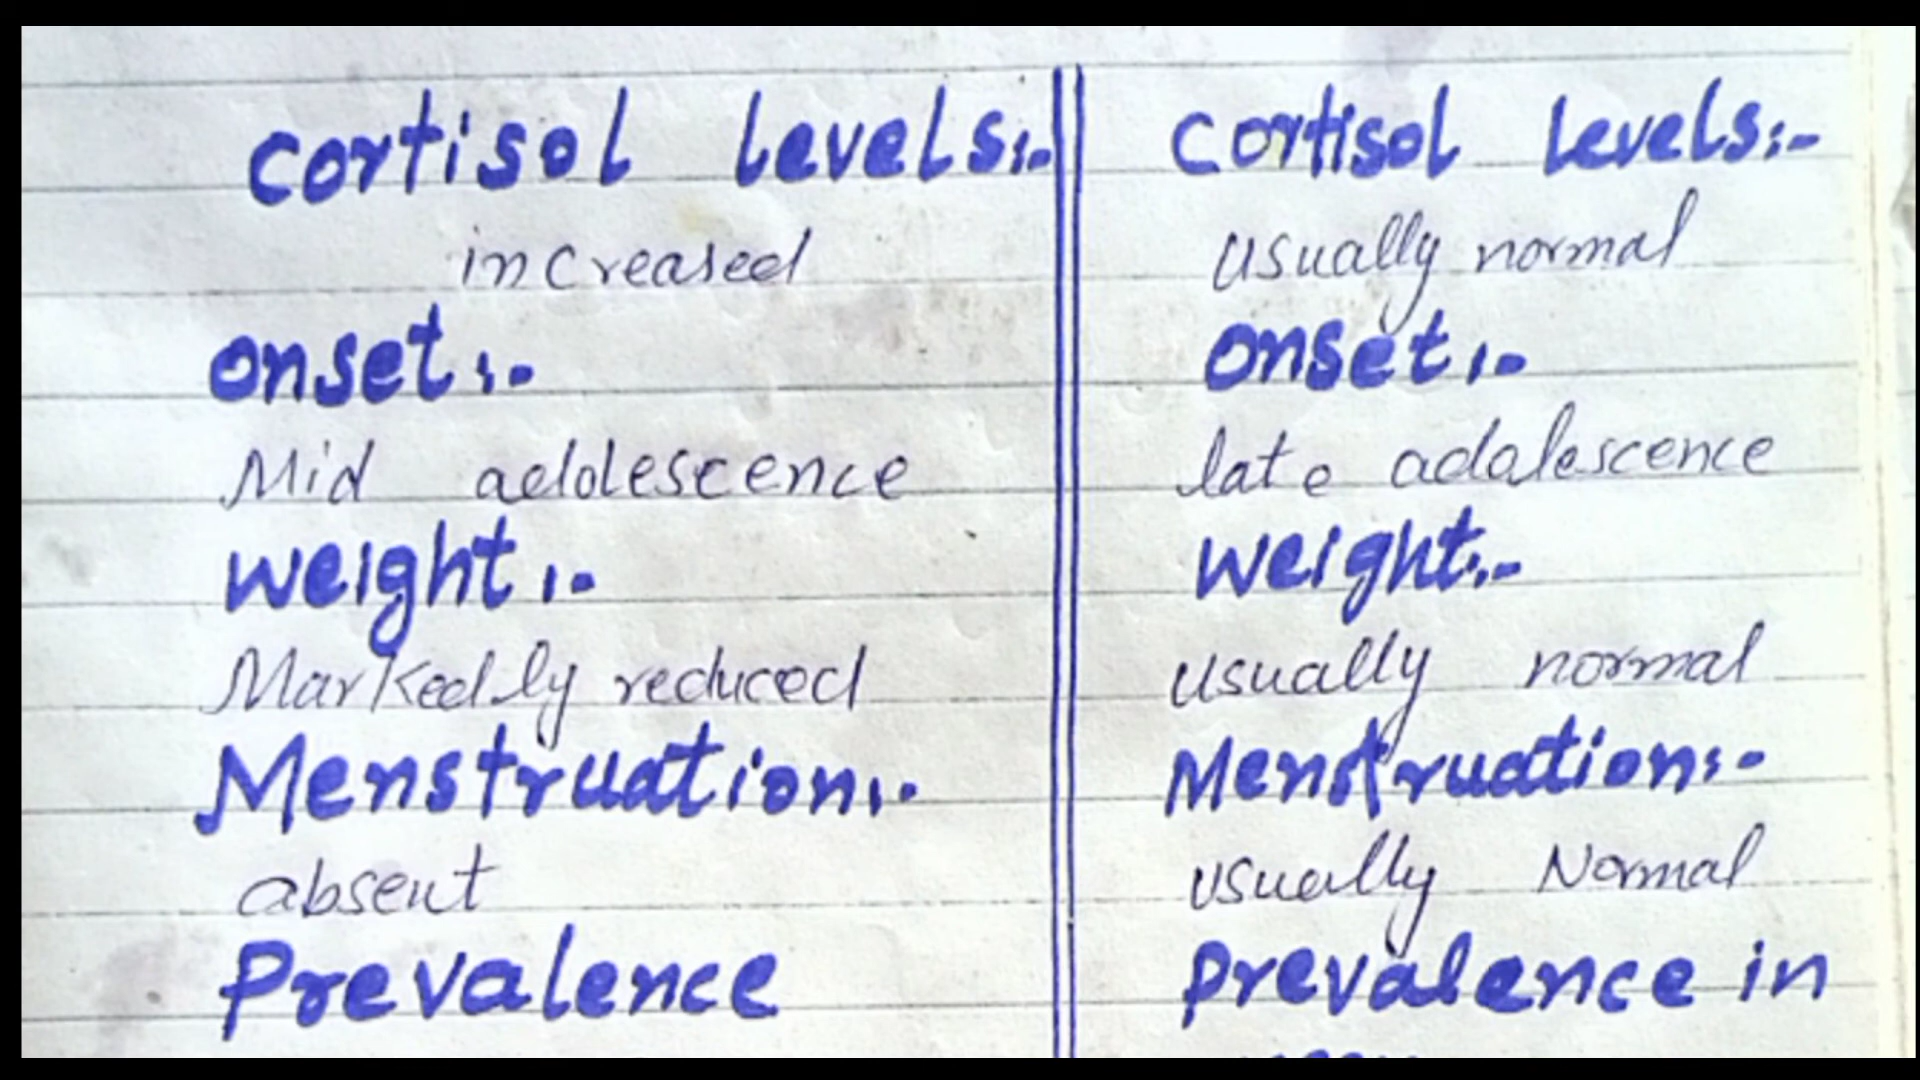 Cortisol levels:-
increased
onset:-
Mid adolescence
weight:-
Markedly reduced
Menstruation:-
absent
Prevalence
Cortisol levels:-
usually normal
onset:-
late adalescence
weight:-
usually normal
Menstruation:-
usually Normal
prevalence in